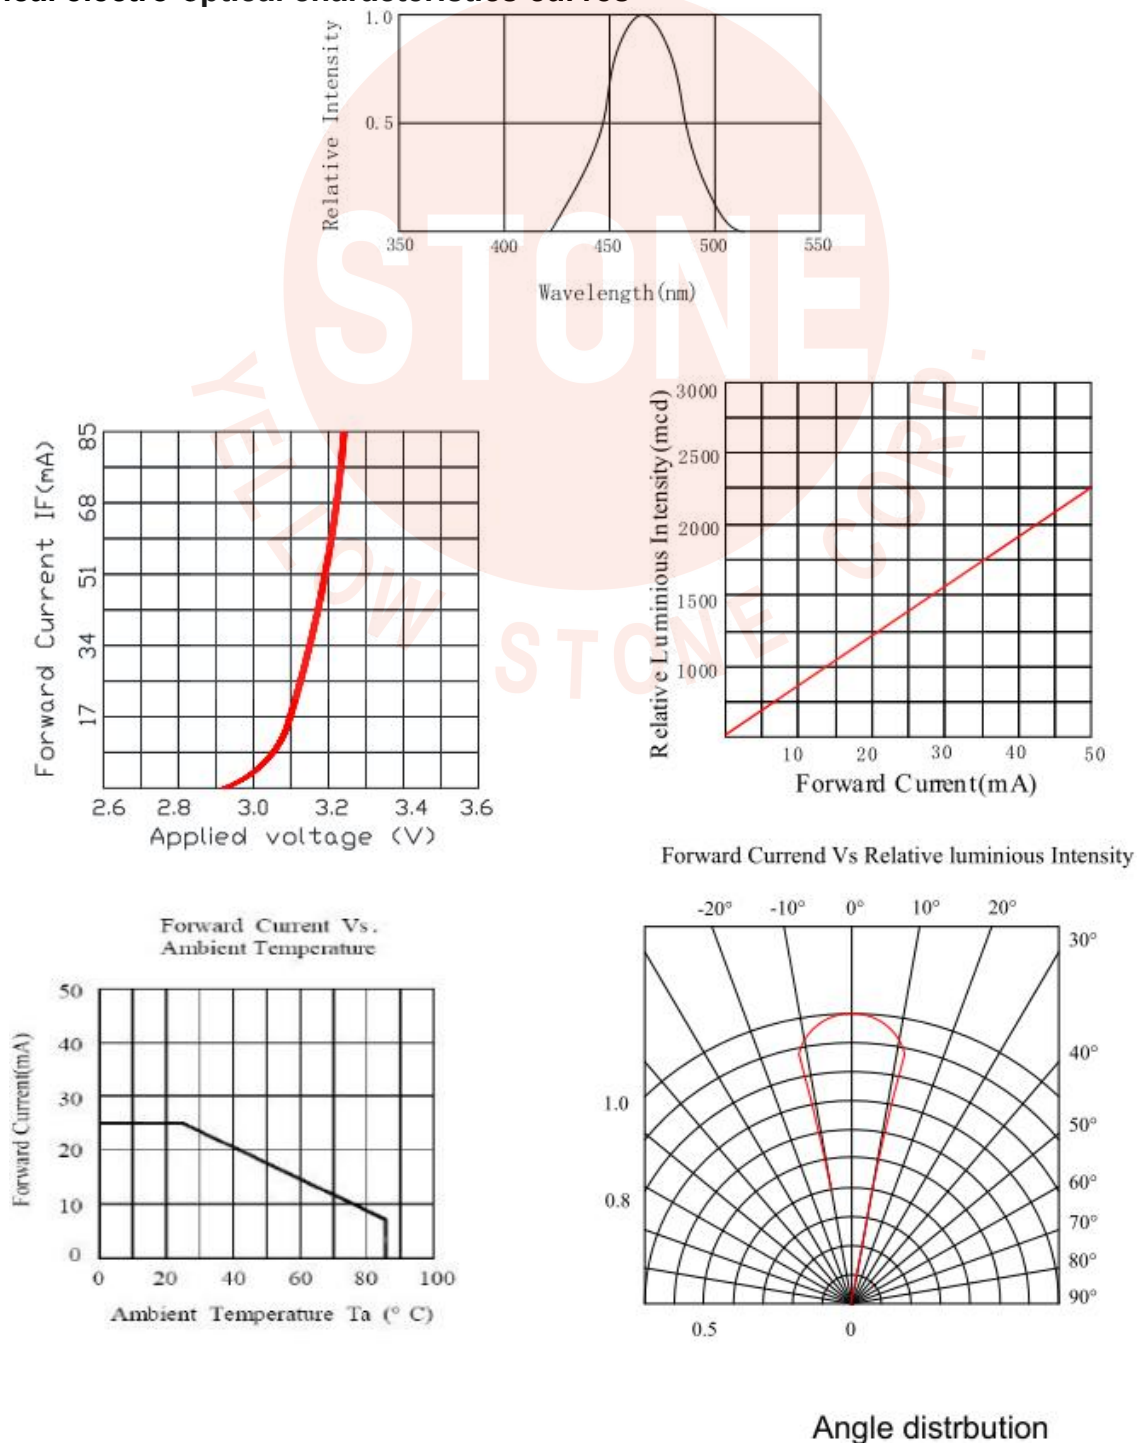 ical electro-optical characteristics curves
Relative Intensity
1.0
0.5
350 400 450 500 550
Wavelength(nm)
STONE
YELLOW STONE CORP.
Forward Current IF(mA)
85
68
51
34
17
2.6 2.8 3.0 3.2 3.4 3.6
Applied voltage (V)
Relative Luminious Intensity(mcd)
3000
2500
2000
1500
1000
10 20 30 40 50
Forward Current(mA)
Forward Currend Vs Relative luminious Intensity
Forward Current Vs.
Ambient Temperature
Forward Current(mA)
50
40
30
20
10
0
0 20 40 60 80 100
Ambient Temperature Ta (° C)
-20° -10° 0° 10° 20°
30°
40°
50°
60°
70°
80°
90°
1.0
0.8
0.5 0
Angle distrbution